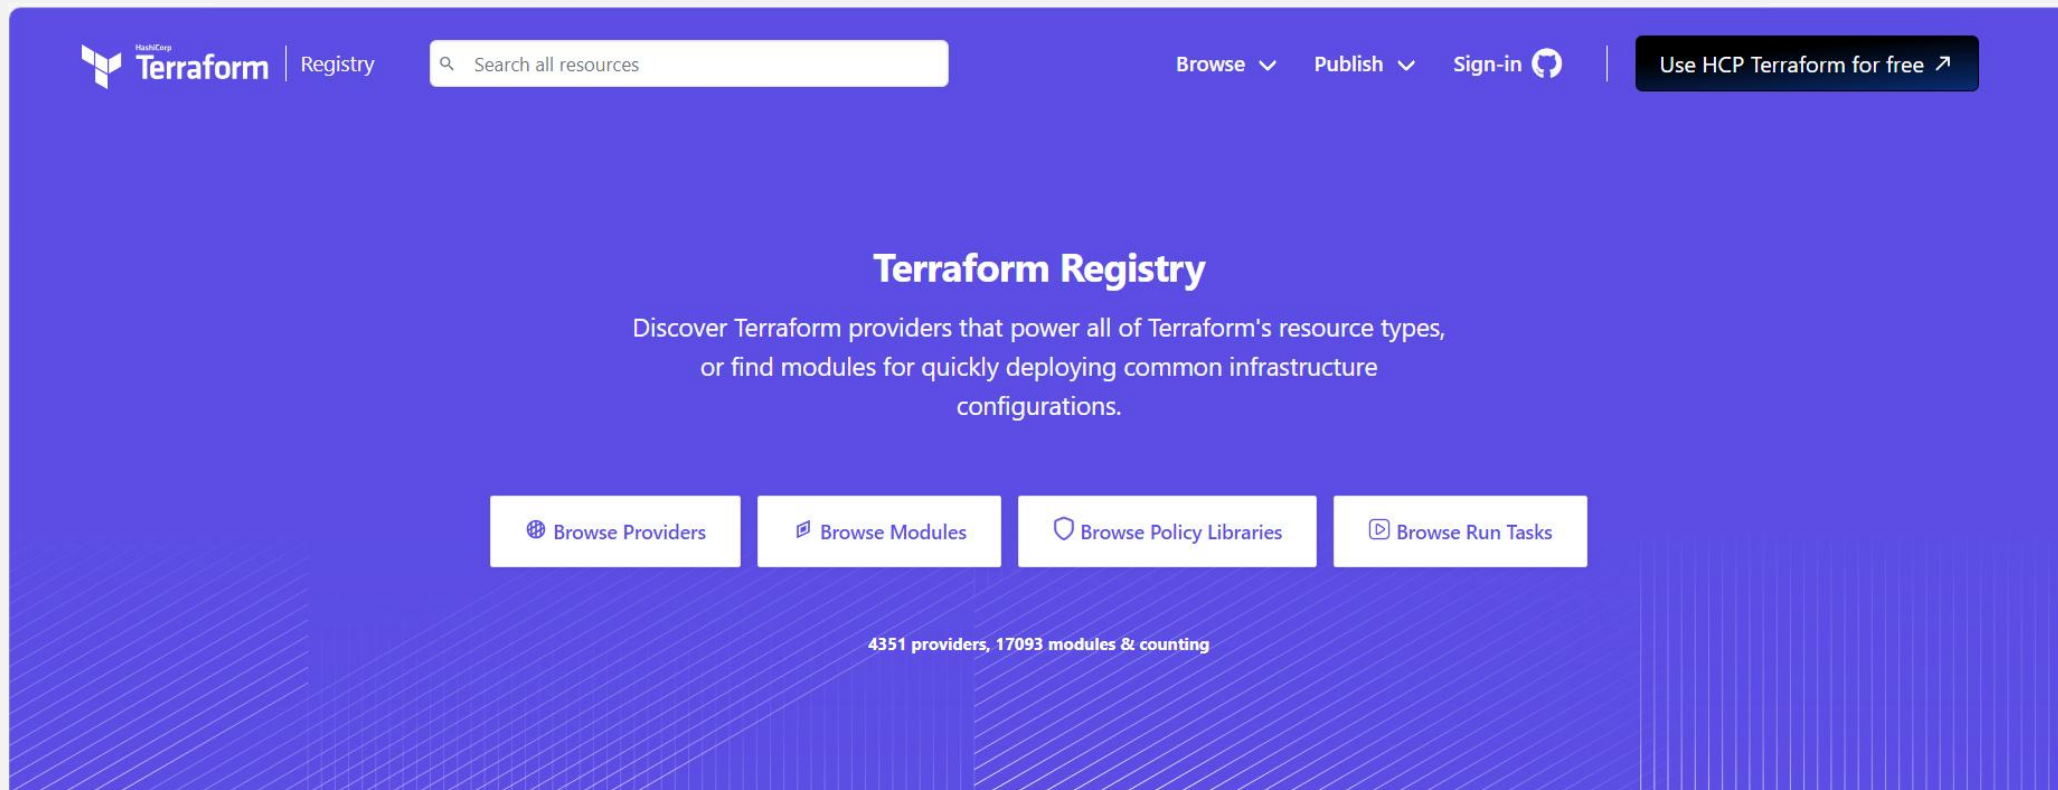 HashiCorp
Terraform
Registry
Search all resources
Browse
Publish
Sign-in
Use HCP Terraform for free
Terraform Registry
Discover Terraform providers that power all of Terraform's resource types,
or find modules for quickly deploying common infrastructure
configurations.
Browse Providers
Browse Modules
Browse Policy Libraries
Browse Run Tasks
4351 providers, 17093 modules & counting